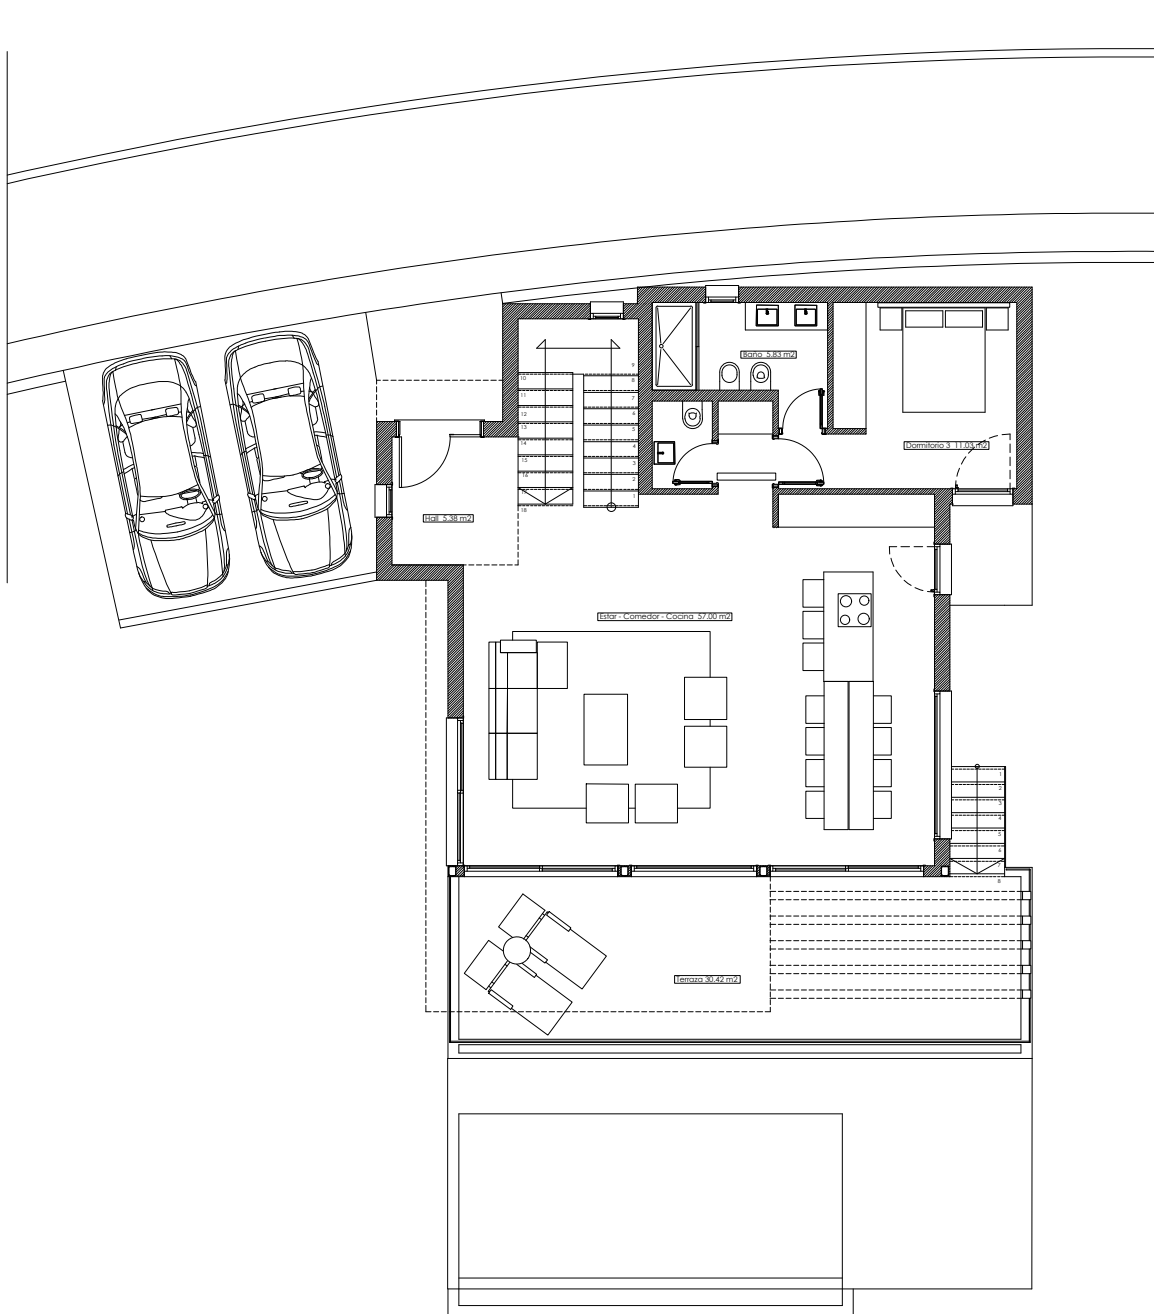 Baño 5.83 m2
Dormitorio 3 11.03 m2
Hall 5.38 m2
Estar - Comedor - Cocina 57.00 m2
Terraza 30.42 m2